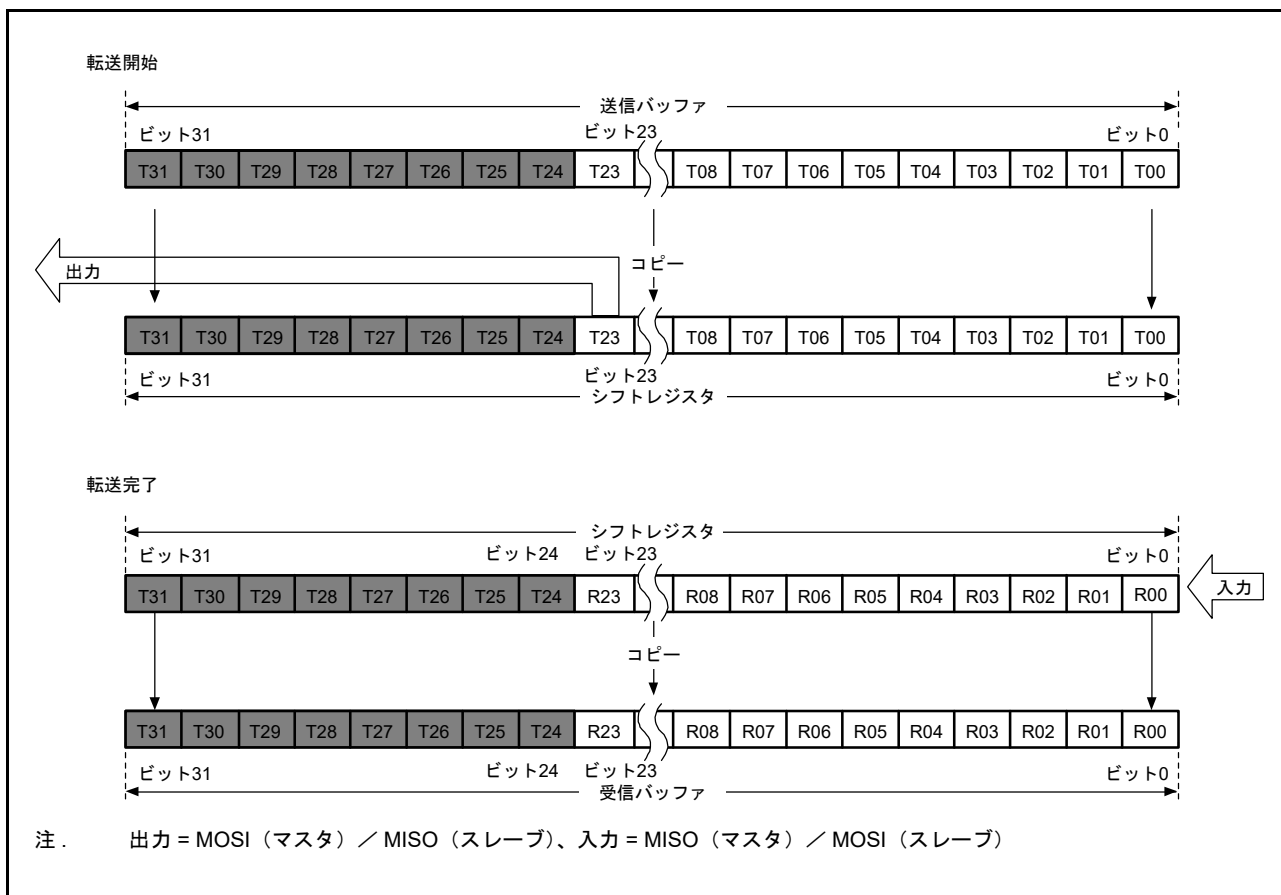 転送開始
送信バッファ
ビット31 ビット23 ビット0
T31 T30 T29 T28 T27 T26 T25 T24 T23 T08 T07 T06 T05 T04 T03 T02 T01 T00
出力 コピー
T31 T30 T29 T28 T27 T26 T25 T24 T23 T08 T07 T06 T05 T04 T03 T02 T01 T00
ビット31 ビット23 ビット0
シフトレジスタ
転送完了
シフトレジスタ
ビット31 ビット24 ビット23 ビット0
T31 T30 T29 T28 T27 T26 T25 T24 R23 R08 R07 R06 R05 R04 R03 R02 R01 R00 入力
コピー
T31 T30 T29 T28 T27 T26 T25 T24 R23 R08 R07 R06 R05 R04 R03 R02 R01 R00
ビット31 ビット24 ビット23 ビット0
受信バッファ
注. 出力 = MOSI(マスタ)/ MISO(スレーブ)、入力 = MISO(マスタ)/ MOSI(スレーブ)